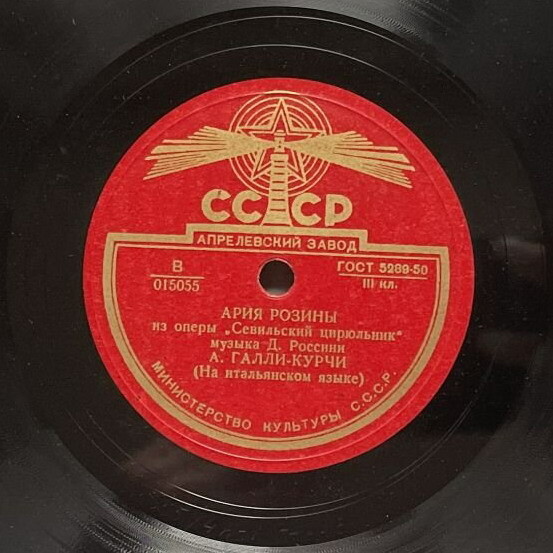 СССР
АПРЕЛЕВСКИЙ ЗАВОД
В
015055
ГОСТ 5289-50
III кл.
АРИЯ РОЗИНЫ
из оперы „Севильский цирюльник"
музыка Д. Россини
А. ГАЛЛИ-КУРЧИ
(На итальянском языке)
МИНИСТЕРСТВО КУЛЬТУРЫ С.С.С.Р.